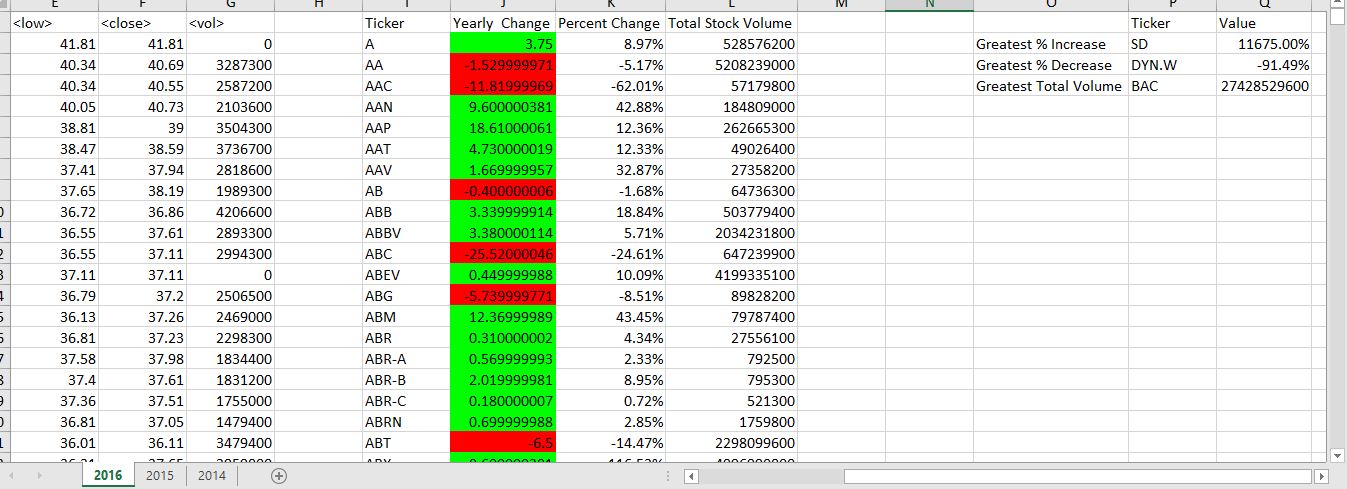 E F G H I J K L M N O P Q
<low> <close> <vol> Ticker Yearly Change Percent Change Total Stock Volume Ticker Value
41.81 41.81 0 A 3.75 8.97% 528576200 Greatest % Increase SD 11675.00%
40.34 40.69 3287300 AA -1.529999971 -5.17% 5208239000 Greatest % Decrease DYN.W -91.49%
40.34 40.55 2587200 AAC -11.81999969 -62.01% 57179800 Greatest Total Volume BAC 27428529600
40.05 40.73 2103600 AAN 9.600000381 42.88% 184809000
38.81 39 3504300 AAP 18.61000061 12.36% 262665300
38.47 38.59 3736700 AAT 4.730000019 12.33% 49026400
37.41 37.94 2818600 AAV 1.669999957 32.87% 27358200
37.65 38.19 1989300 AB -0.400000006 -1.68% 64736300
36.72 36.86 4206600 ABB 3.339999914 18.84% 503779400
36.55 37.61 2893300 ABBV 3.380000114 5.71% 2034231800
36.55 37.11 2994300 ABC -25.52000046 -24.61% 647239900
37.11 37.11 0 ABEV 0.449999988 10.09% 4199335100
36.79 37.2 2506500 ABG -5.739999771 -8.51% 89828200
36.13 37.26 2469000 ABM 12.36999989 43.45% 79787400
36.81 37.23 2298300 ABR 0.310000002 4.34% 27556100
37.58 37.98 1834400 ABR-A 0.569999993 2.33% 792500
37.4 37.61 1831200 ABR-B 2.019999981 8.95% 795300
37.36 37.51 1755000 ABR-C 0.180000007 0.72% 521300
36.81 37.05 1479400 ABRN 0.699999988 2.85% 1759800
36.01 36.11 3479400 ABT -6.5 -14.47% 2298099600
2016 2015 2014